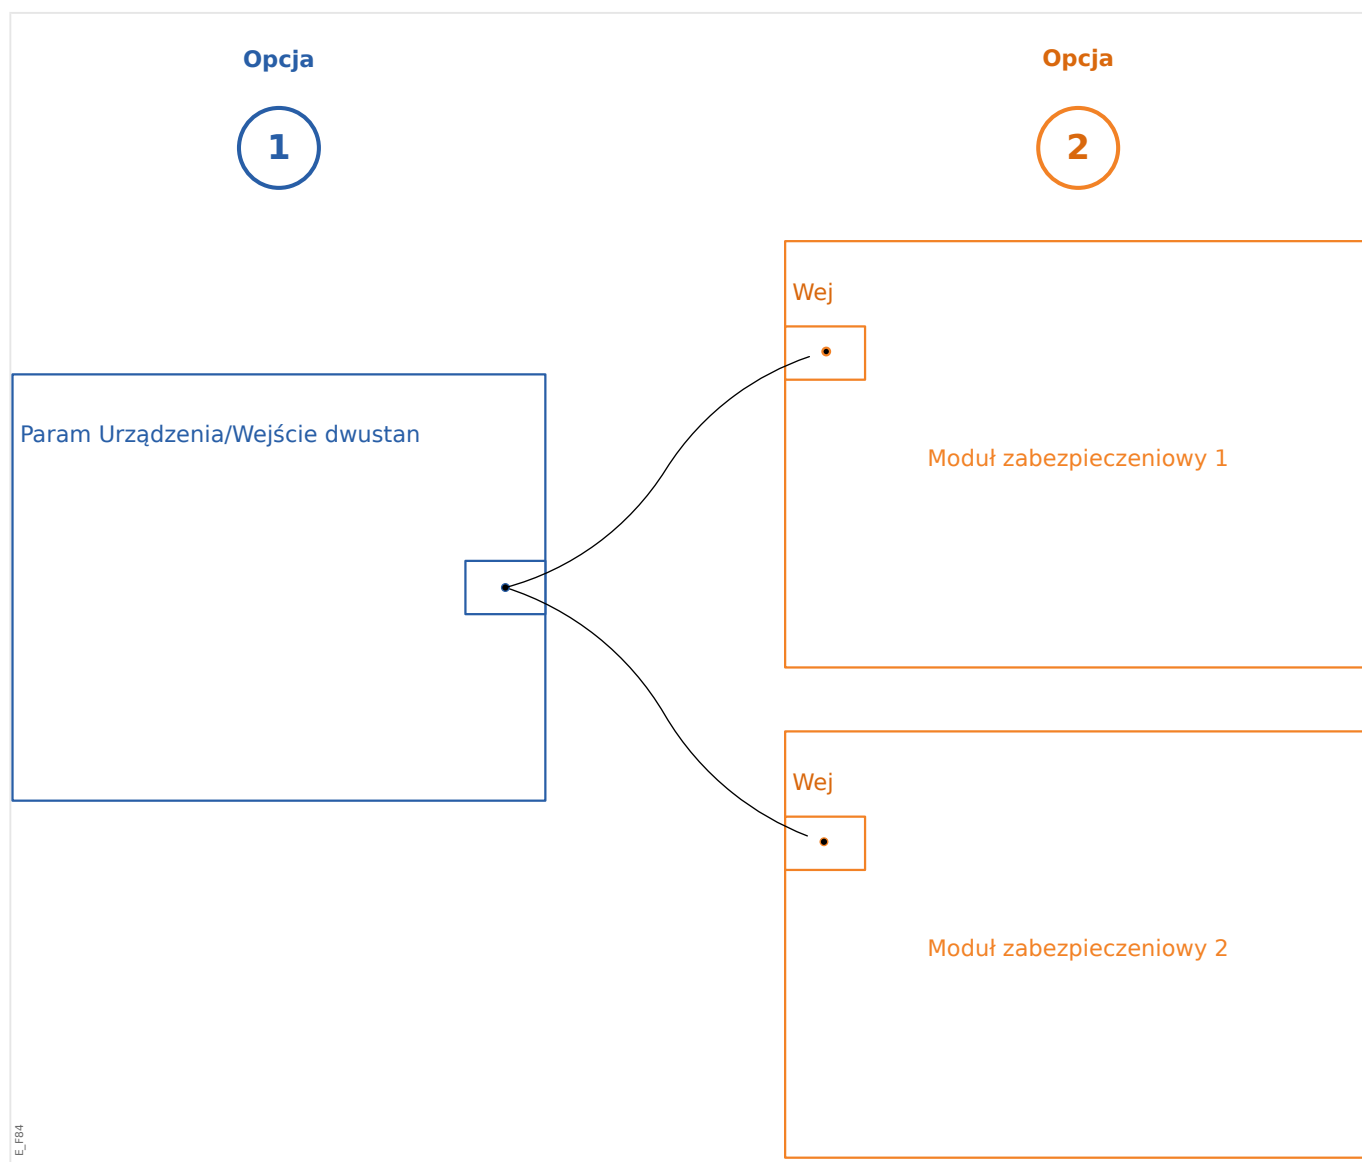 Opcja
1
Opcja
2
Param Urządzenia/Wejście dwustan
Wej
Moduł zabezpieczeniowy 1
Wej
Moduł zabezpieczeniowy 2
E_F84